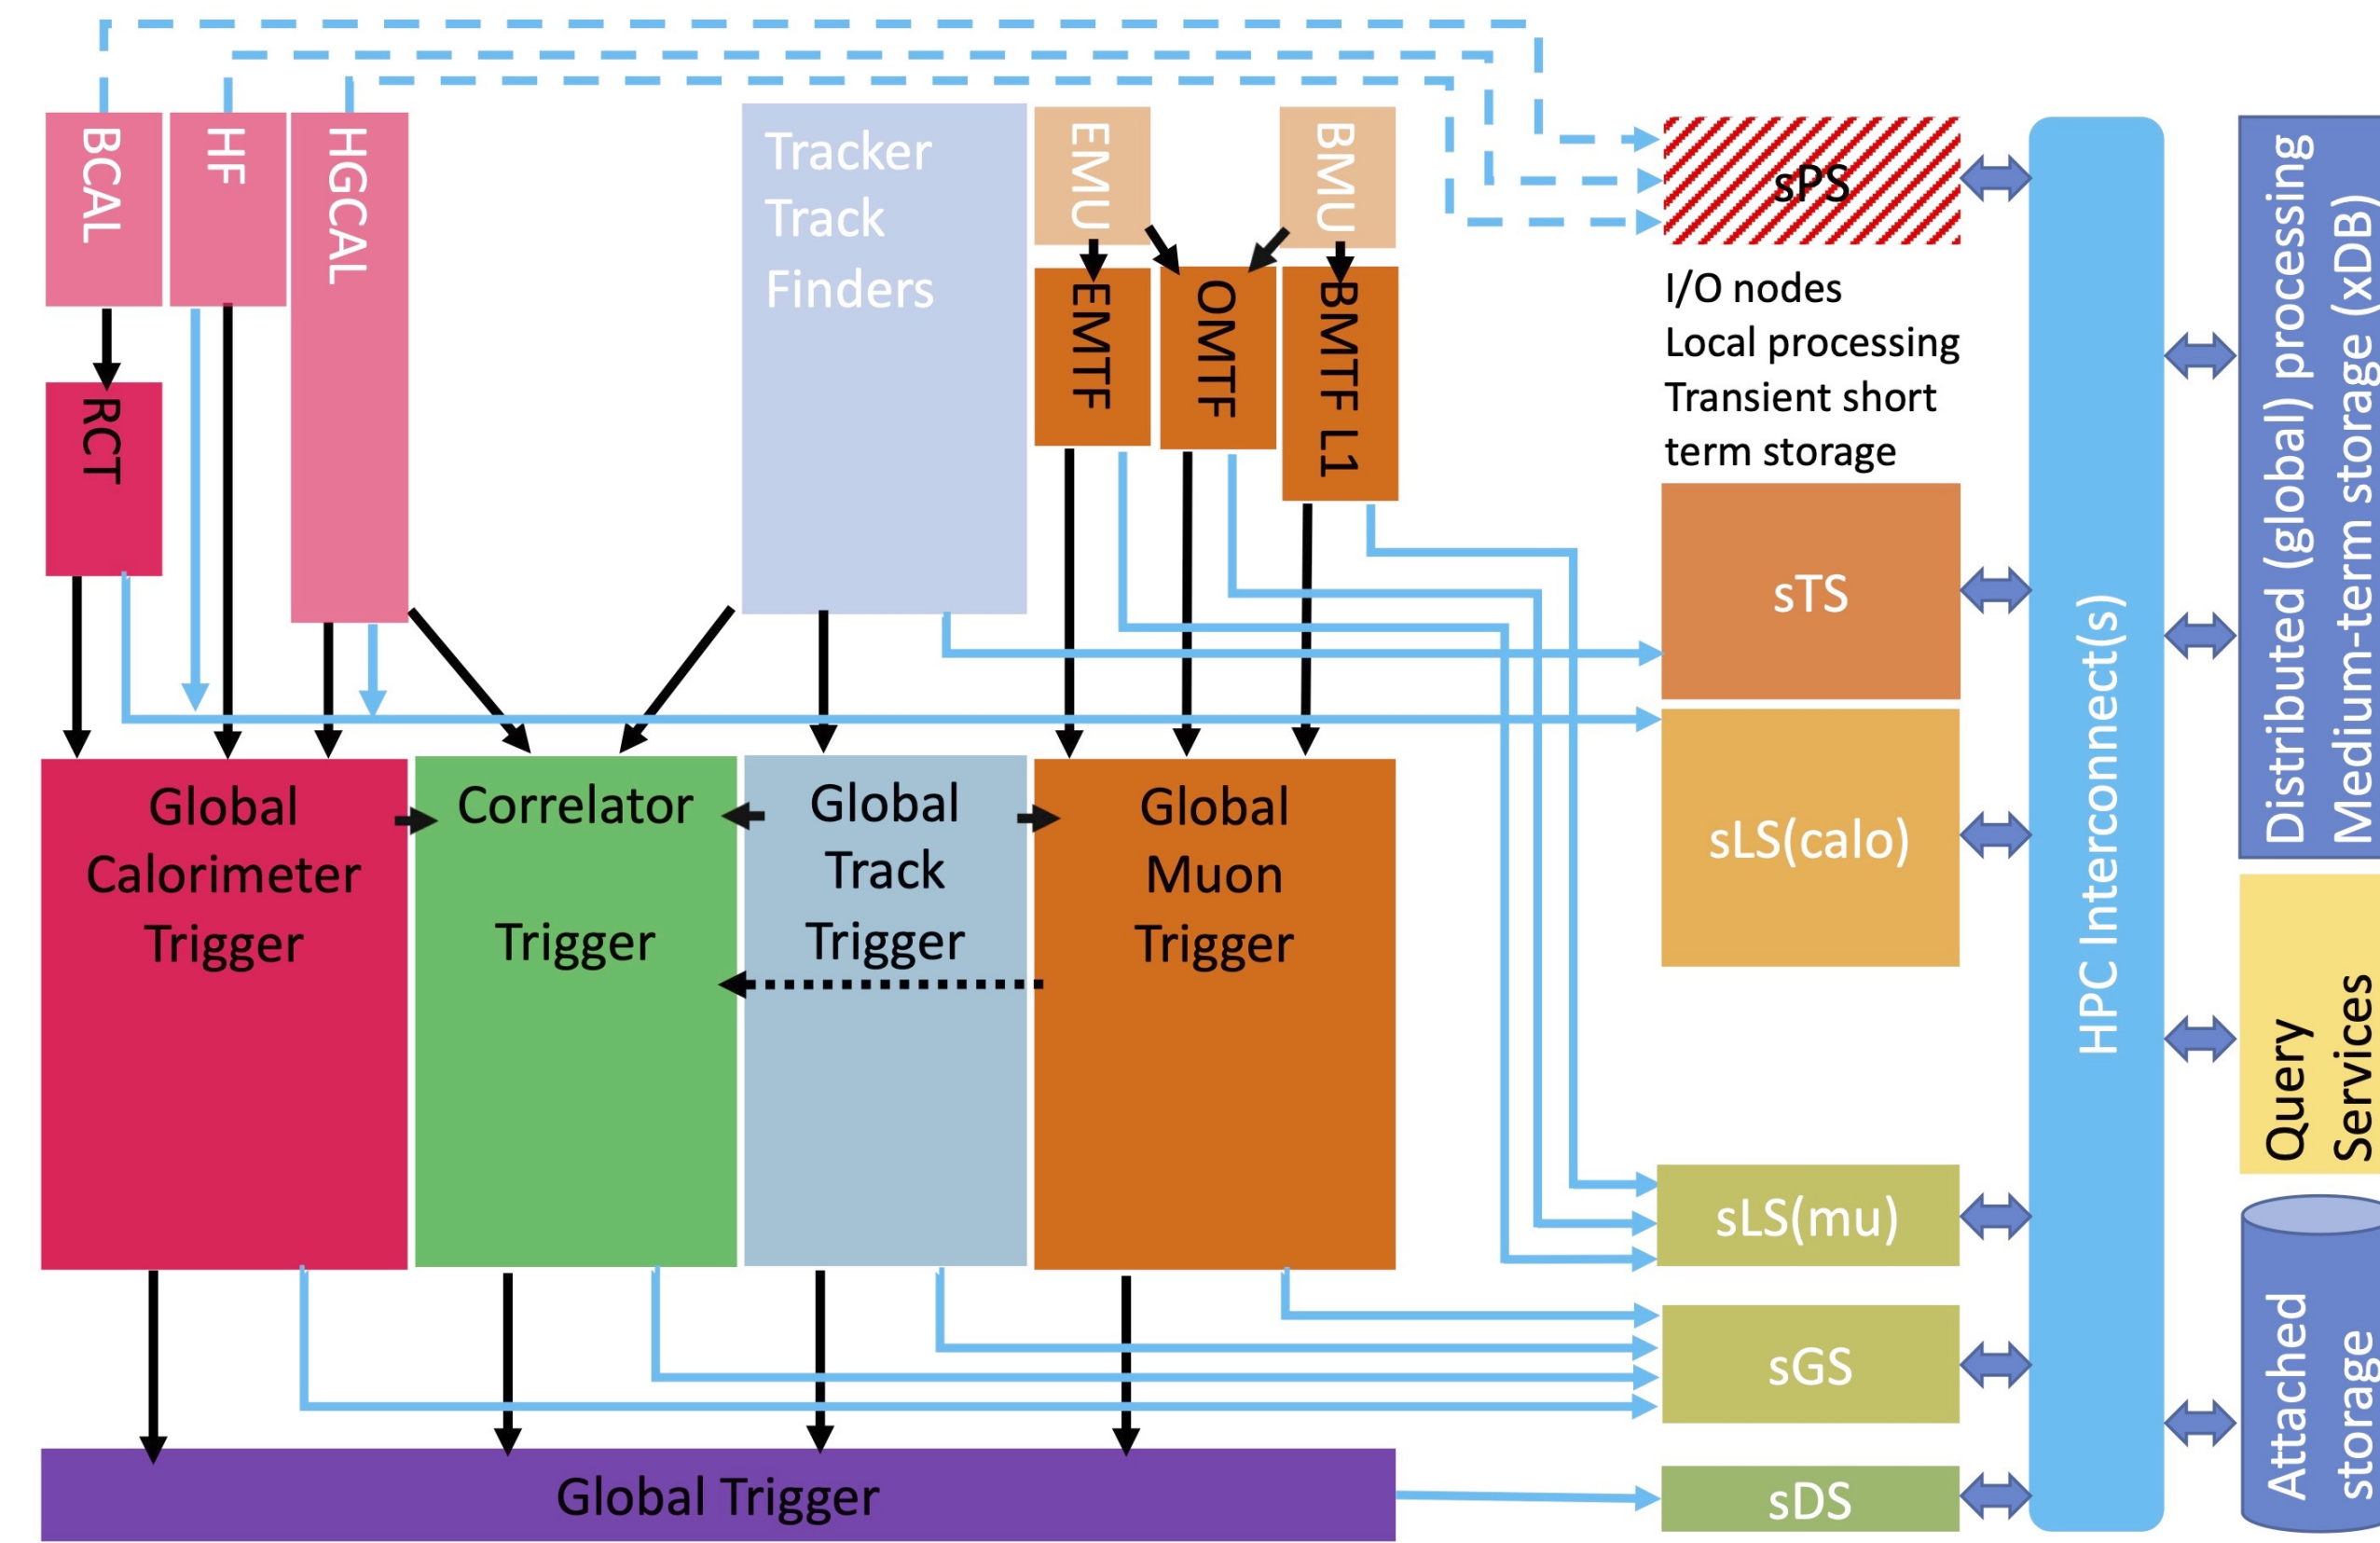 BCAL
HF
HGCAL
Tracker
Track
Finders
EMU
BMU
sPS
RCT
EMTF
OMTF
BMTF L1
I/O nodes
Local processing
Transient short
term storage
sTS
sLS(calo)
sLS(mu)
sGS
sDS
HPC Interconnect(s)
Distributed (global) processing
Medium-term storage (xDB)
Query
Services
Attached
storage
Global
Calorimeter
Trigger
Correlator
Trigger
Global
Track
Trigger
Global
Muon
Trigger
Global Trigger